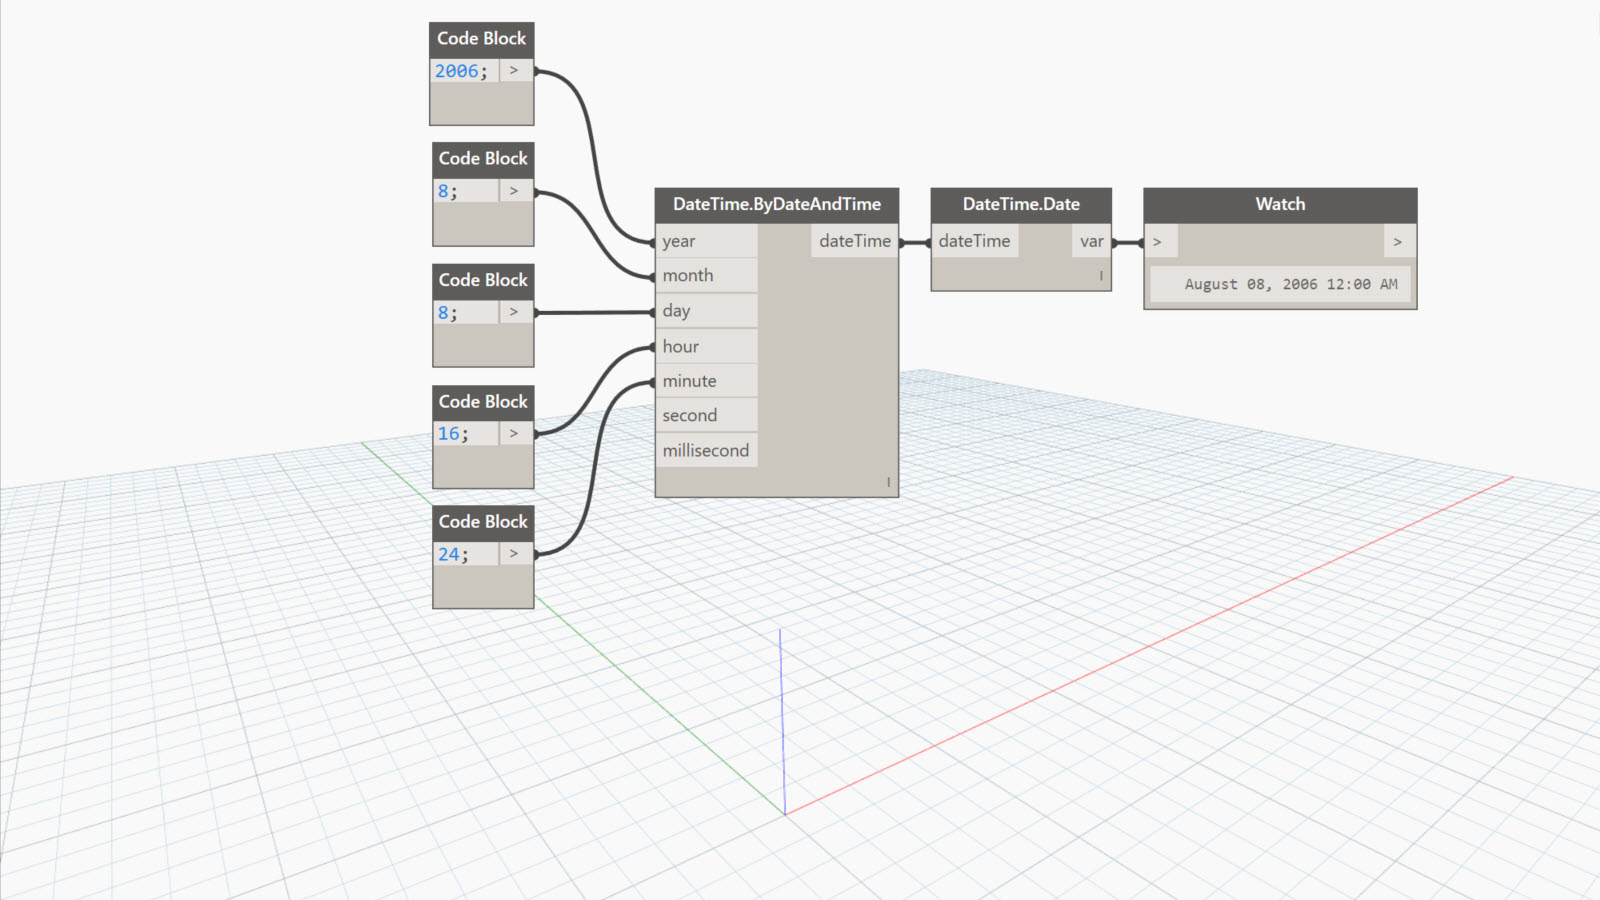 Code Block
2006; >
Code Block
8; >
Code Block
8; >
Code Block
16; >
Code Block
24; >
DateTime.ByDateAndTime
year dateTime
month
day
hour
minute
second
millisecond
l
DateTime.Date
dateTime var
l
Watch
> >
August 08, 2006 12:00 AM